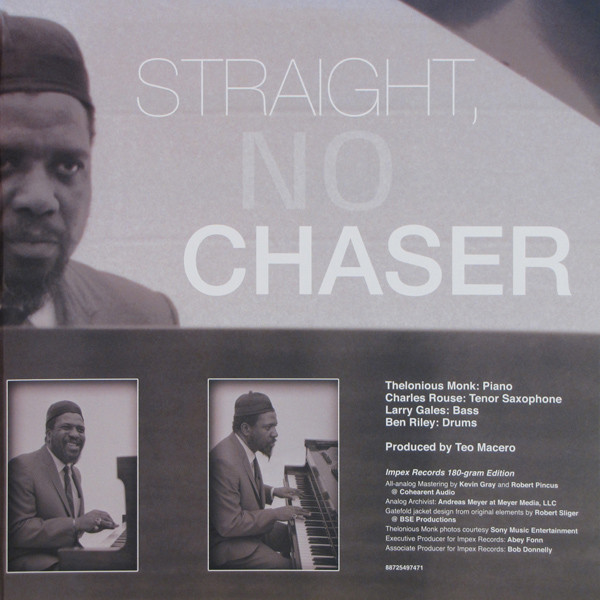 STRAIGHT,
NO
CHASER
Thelonious Monk: Piano
Charles Rouse: Tenor Saxophone
Larry Gales: Bass
Ben Riley: Drums
Produced by Teo Macero
Impex Records 180-gram Edition
All-analog Mastering by Kevin Gray and Robert Pincus
@ Cohearent Audio
Analog Archivist: Andreas Meyer at Meyer Media, LLC
Gatefold jacket design from original elements by Robert Sliger
@ BSE Productions
Thelonious Monk photos courtesy Sony Music Entertainment
Executive Producer for Impex Records: Abey Fonn
Associate Producer for Impex Records: Bob Donnelly
88725497471